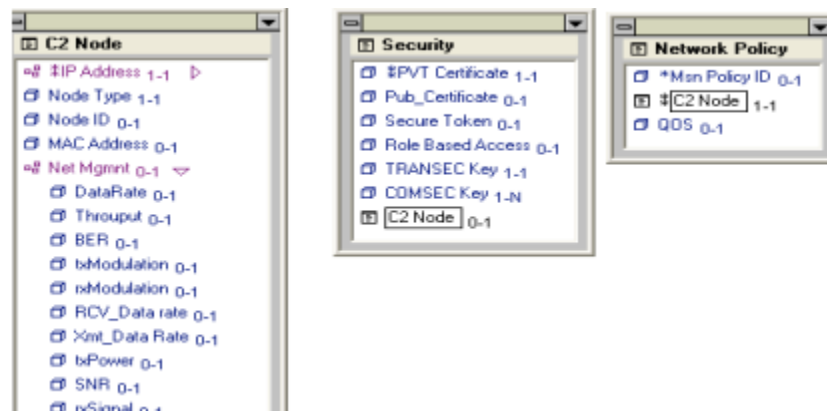 C2 Node
‡IP Address 1-1
Node Type 1-1
Node ID 0-1
MAC Address 0-1
Net Mgmnt 0-1
DataRate 0-1
Throuput 0-1
BER 0-1
txModulation 0-1
rxModulation 0-1
RCV_Data rate 0-1
Xmt_Data Rate 0-1
txPower 0-1
SNR 0-1
rxSignal 0-1
Security
‡PVT Certificate 1-1
Pub_Certificate 0-1
Secure Token 0-1
Role Based Access 0-1
TRANSEC Key 1-1
COMSEC Key 1-N
C2 Node 0-1
Network Policy
*Msn Policy ID 0-1
‡C2 Node 1-1
QOS 0-1